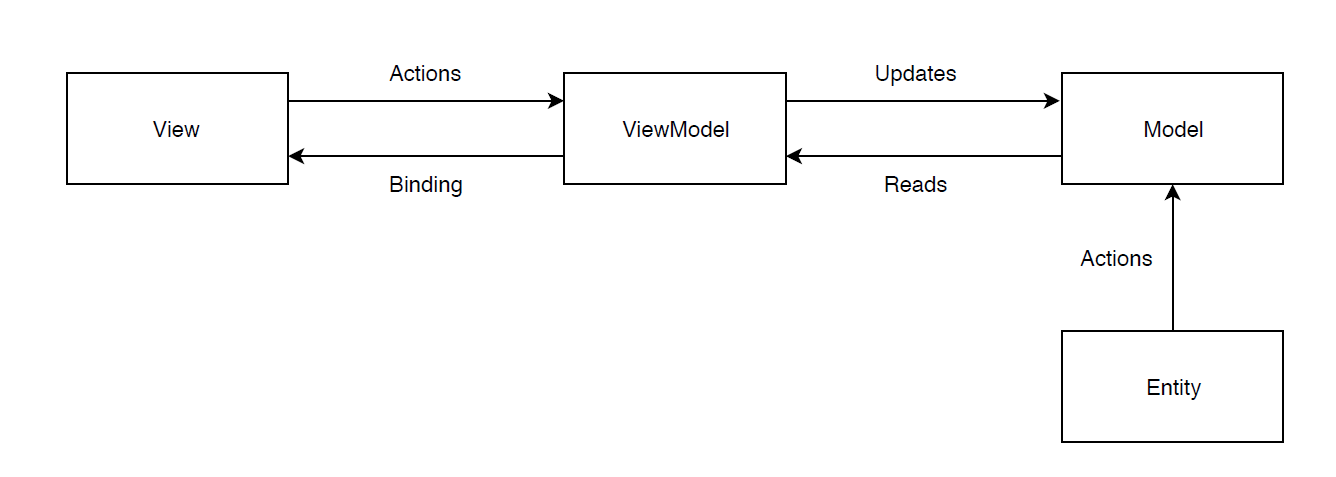 Actions
Updates
View
ViewModel
Model
Binding
Reads
Actions
Entity